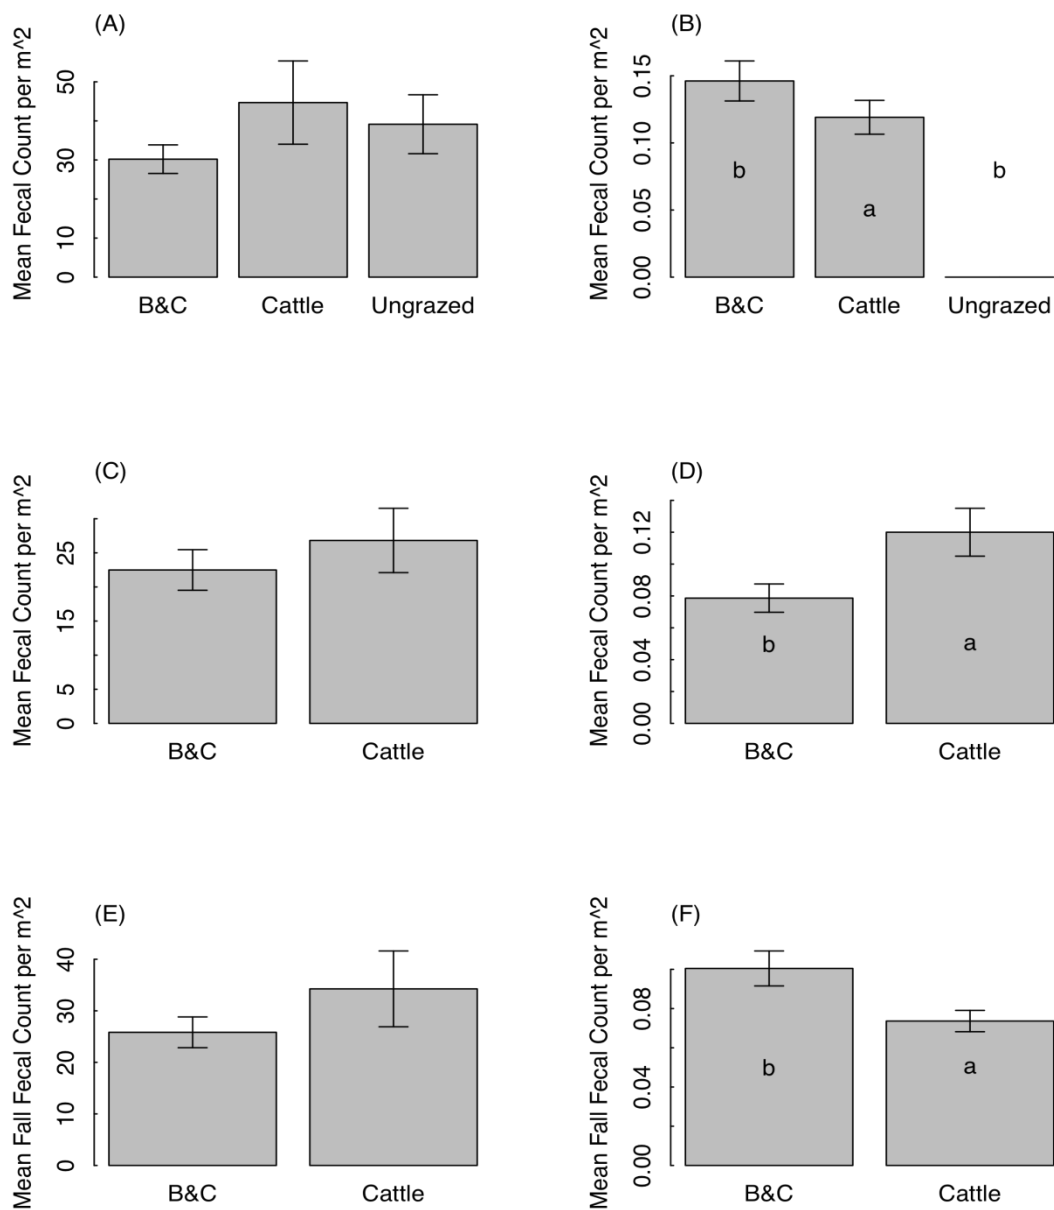 (A)
Mean Fecal Count per m^2
0 10 30 50
B&C Cattle Ungrazed
(B)
Mean Fecal Count per m^2
0.00 0.05 0.10 0.15
b a b
B&C Cattle Ungrazed
(C)
Mean Fecal Count per m^2
0 5 15 25
B&C Cattle
(D)
Mean Fecal Count per m^2
0.00 0.04 0.08 0.12
b a
B&C Cattle
(E)
Mean Fall Fecal Count per m^2
0 10 20 30 40
B&C Cattle
(F)
Mean Fall Fecal Count per m^2
0.00 0.04 0.08
b a
B&C Cattle